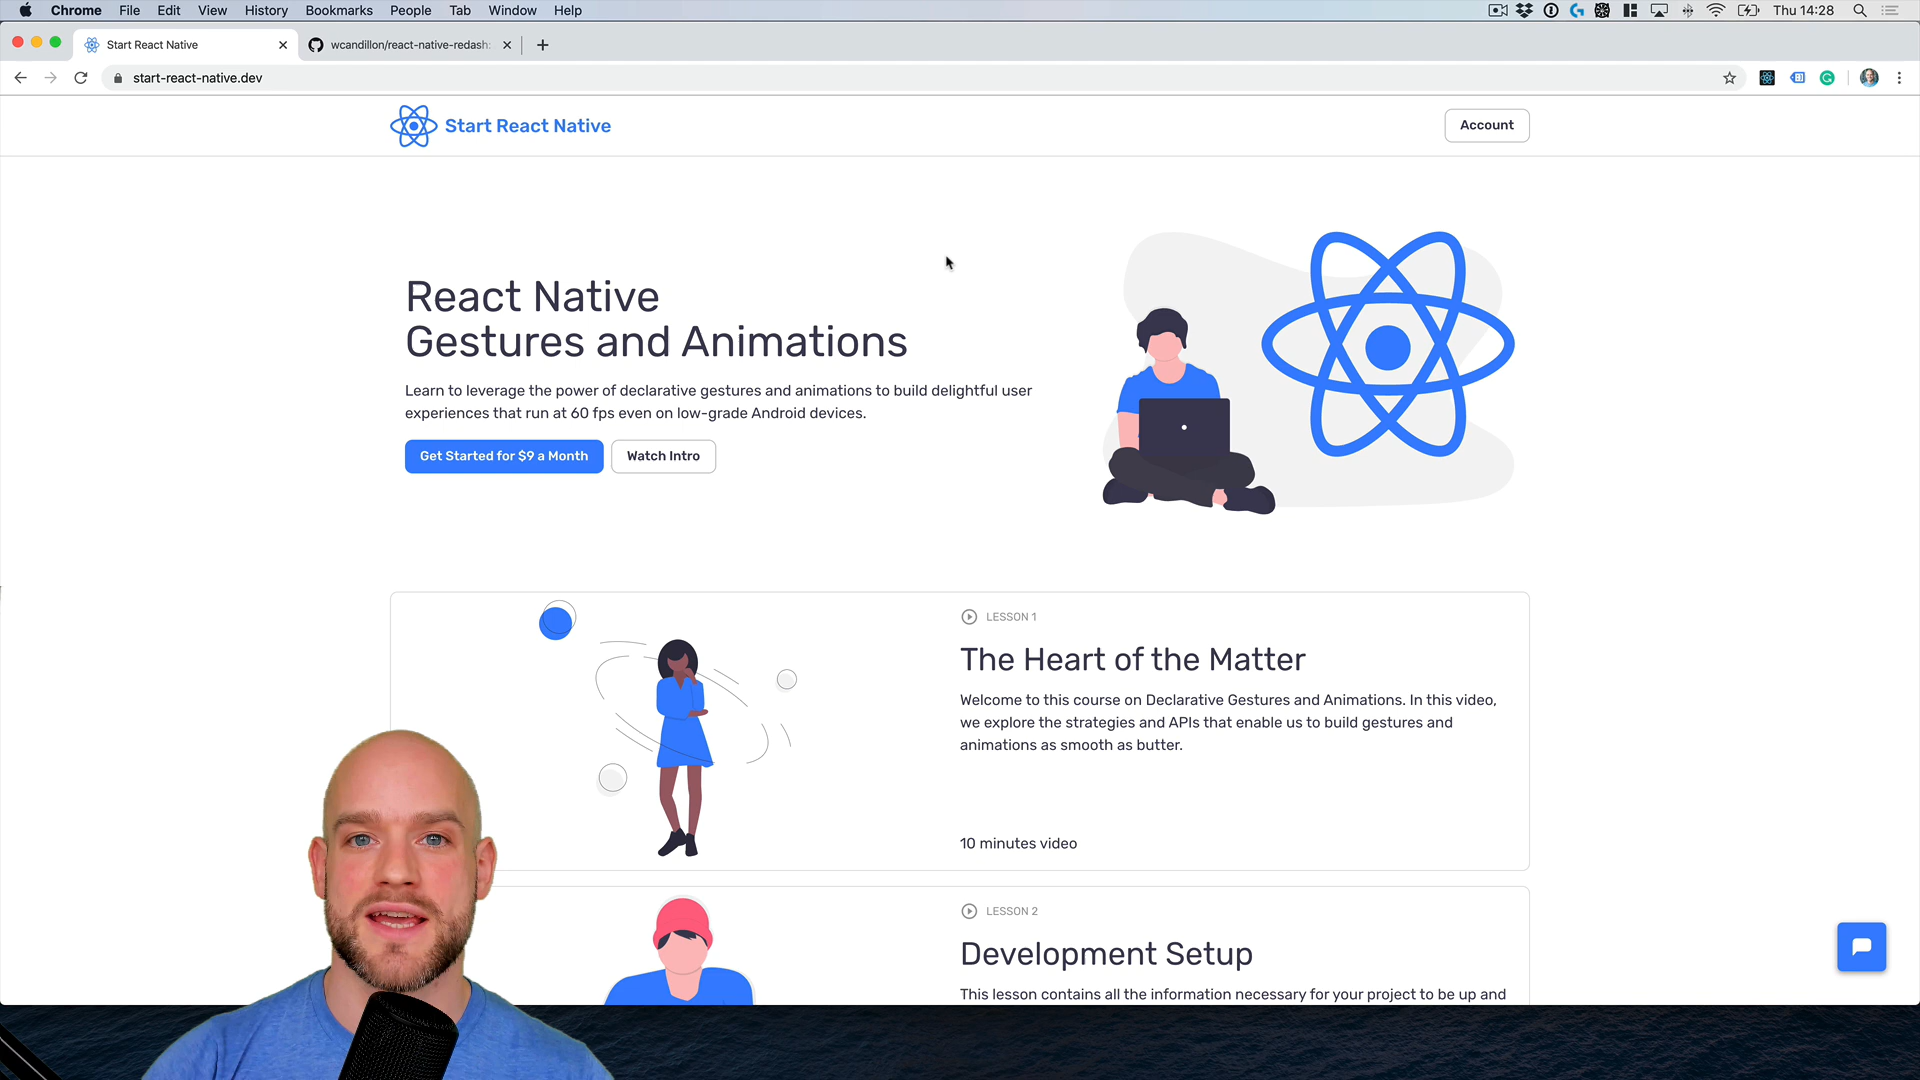 Chrome File Edit View History Bookmarks People Tab Window Help Thu 14:28
Start React Native wcandillon/react-native-redash:
start-react-native.dev
Start React Native
Account
React Native
Gestures and Animations
Learn to leverage the power of declarative gestures and animations to build delightful user
experiences that run at 60 fps even on low-grade Android devices.
Get Started for $9 a Month Watch Intro
LESSON 1
The Heart of the Matter
Welcome to this course on Declarative Gestures and Animations. In this video,
we explore the strategies and APIs that enable us to build gestures and
animations as smooth as butter.
10 minutes video
LESSON 2
Development Setup
This lesson contains all the information necessary for your project to be up and